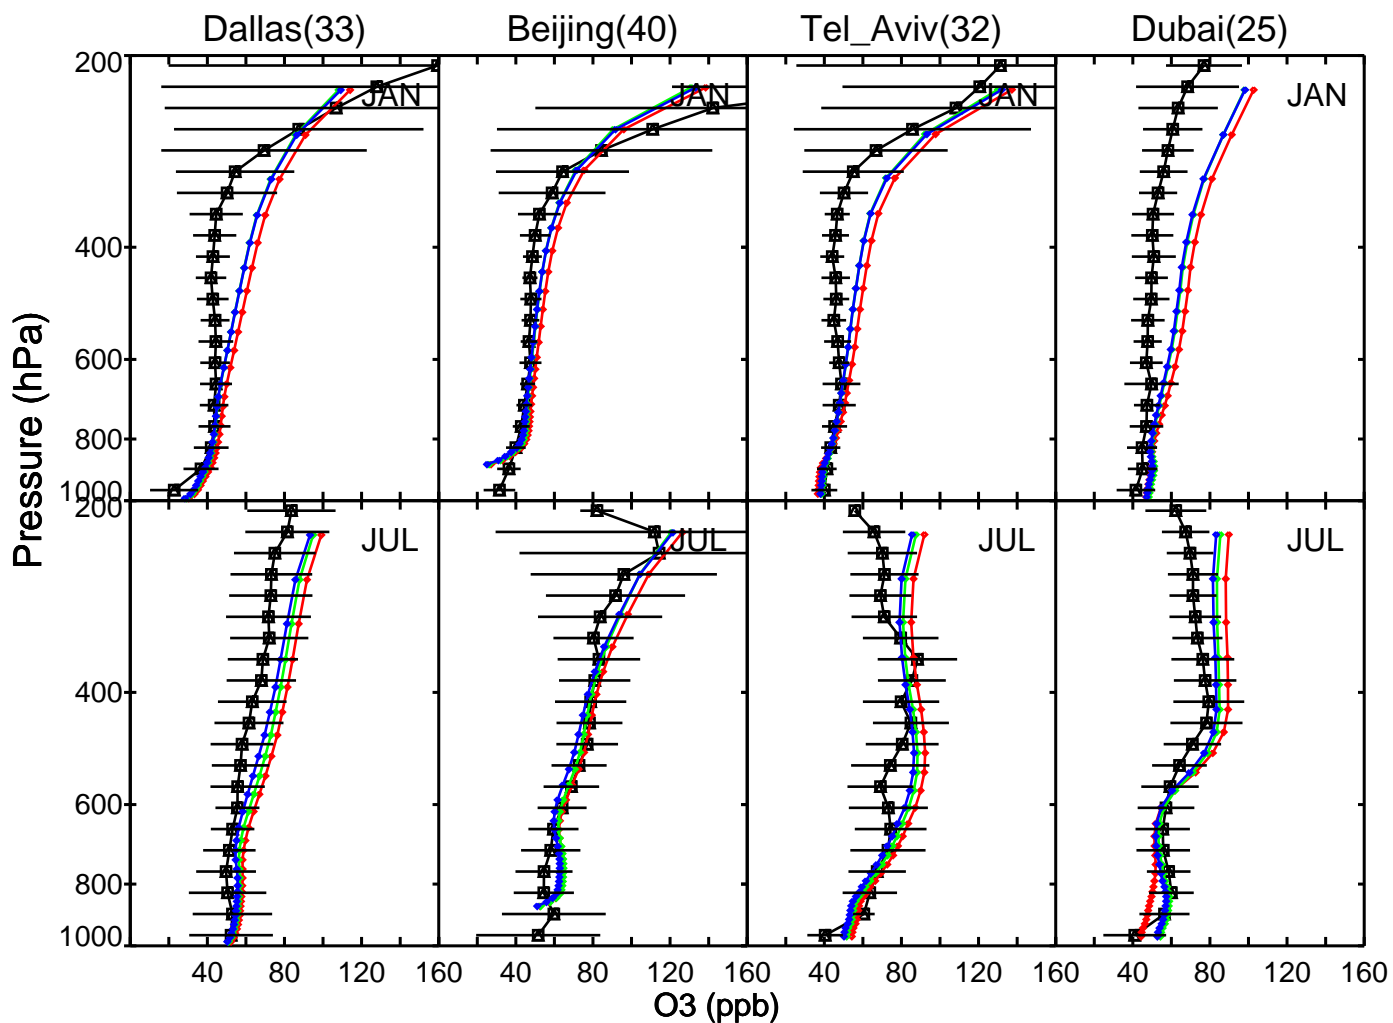 Dallas(33) Beijing(40) Tel_Aviv(32) Dubai(25)
200
JAN JAN JAN JAN
400
Pressure (hPa)
600
800
1000
200
JUL JUL JUL JUL
400
600
800
1000
40 80 120 160 40 80 120 160 40 80 120 160 40 80 120 160
O3 (ppb)